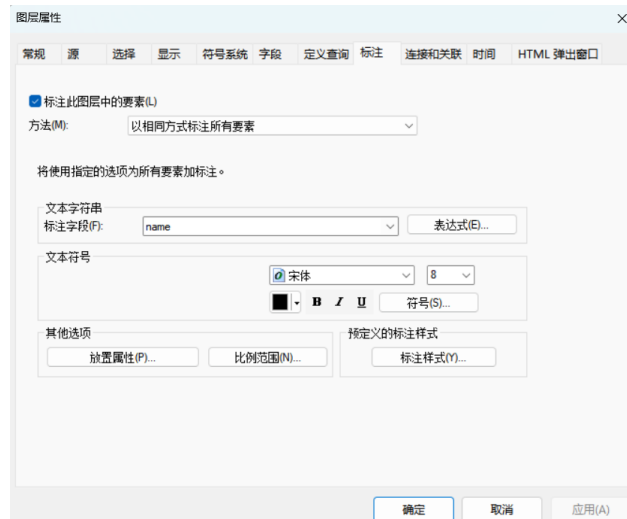 图层属性
常规 源 选择 显示 符号系统 字段 定义查询 标注 连接和关联 时间 HTML 弹出窗口
标注此图层中的要素(L)
方法(M): 以相同方式标注所有要素
将使用指定的选项为所有要素加标注。
文本字符串
标注字段(F): name 表达式(E)...
文本符号
宋体 8
B I U 符号(S)...
其他选项 预定义的标注样式
放置属性(P)... 比例范围(N)... 标注样式(Y)...
确定 取消 应用(A)